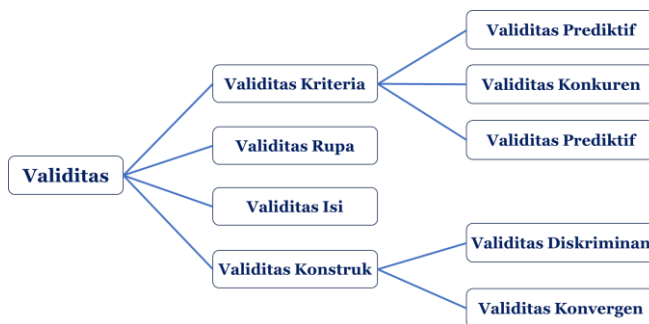 Validitas
Validitas Kriteria
Validitas Rupa
Validitas Isi
Validitas Konstruk
Validitas Prediktif
Validitas Konkuren
Validitas Prediktif
Validitas Diskriminan
Validitas Konvergen